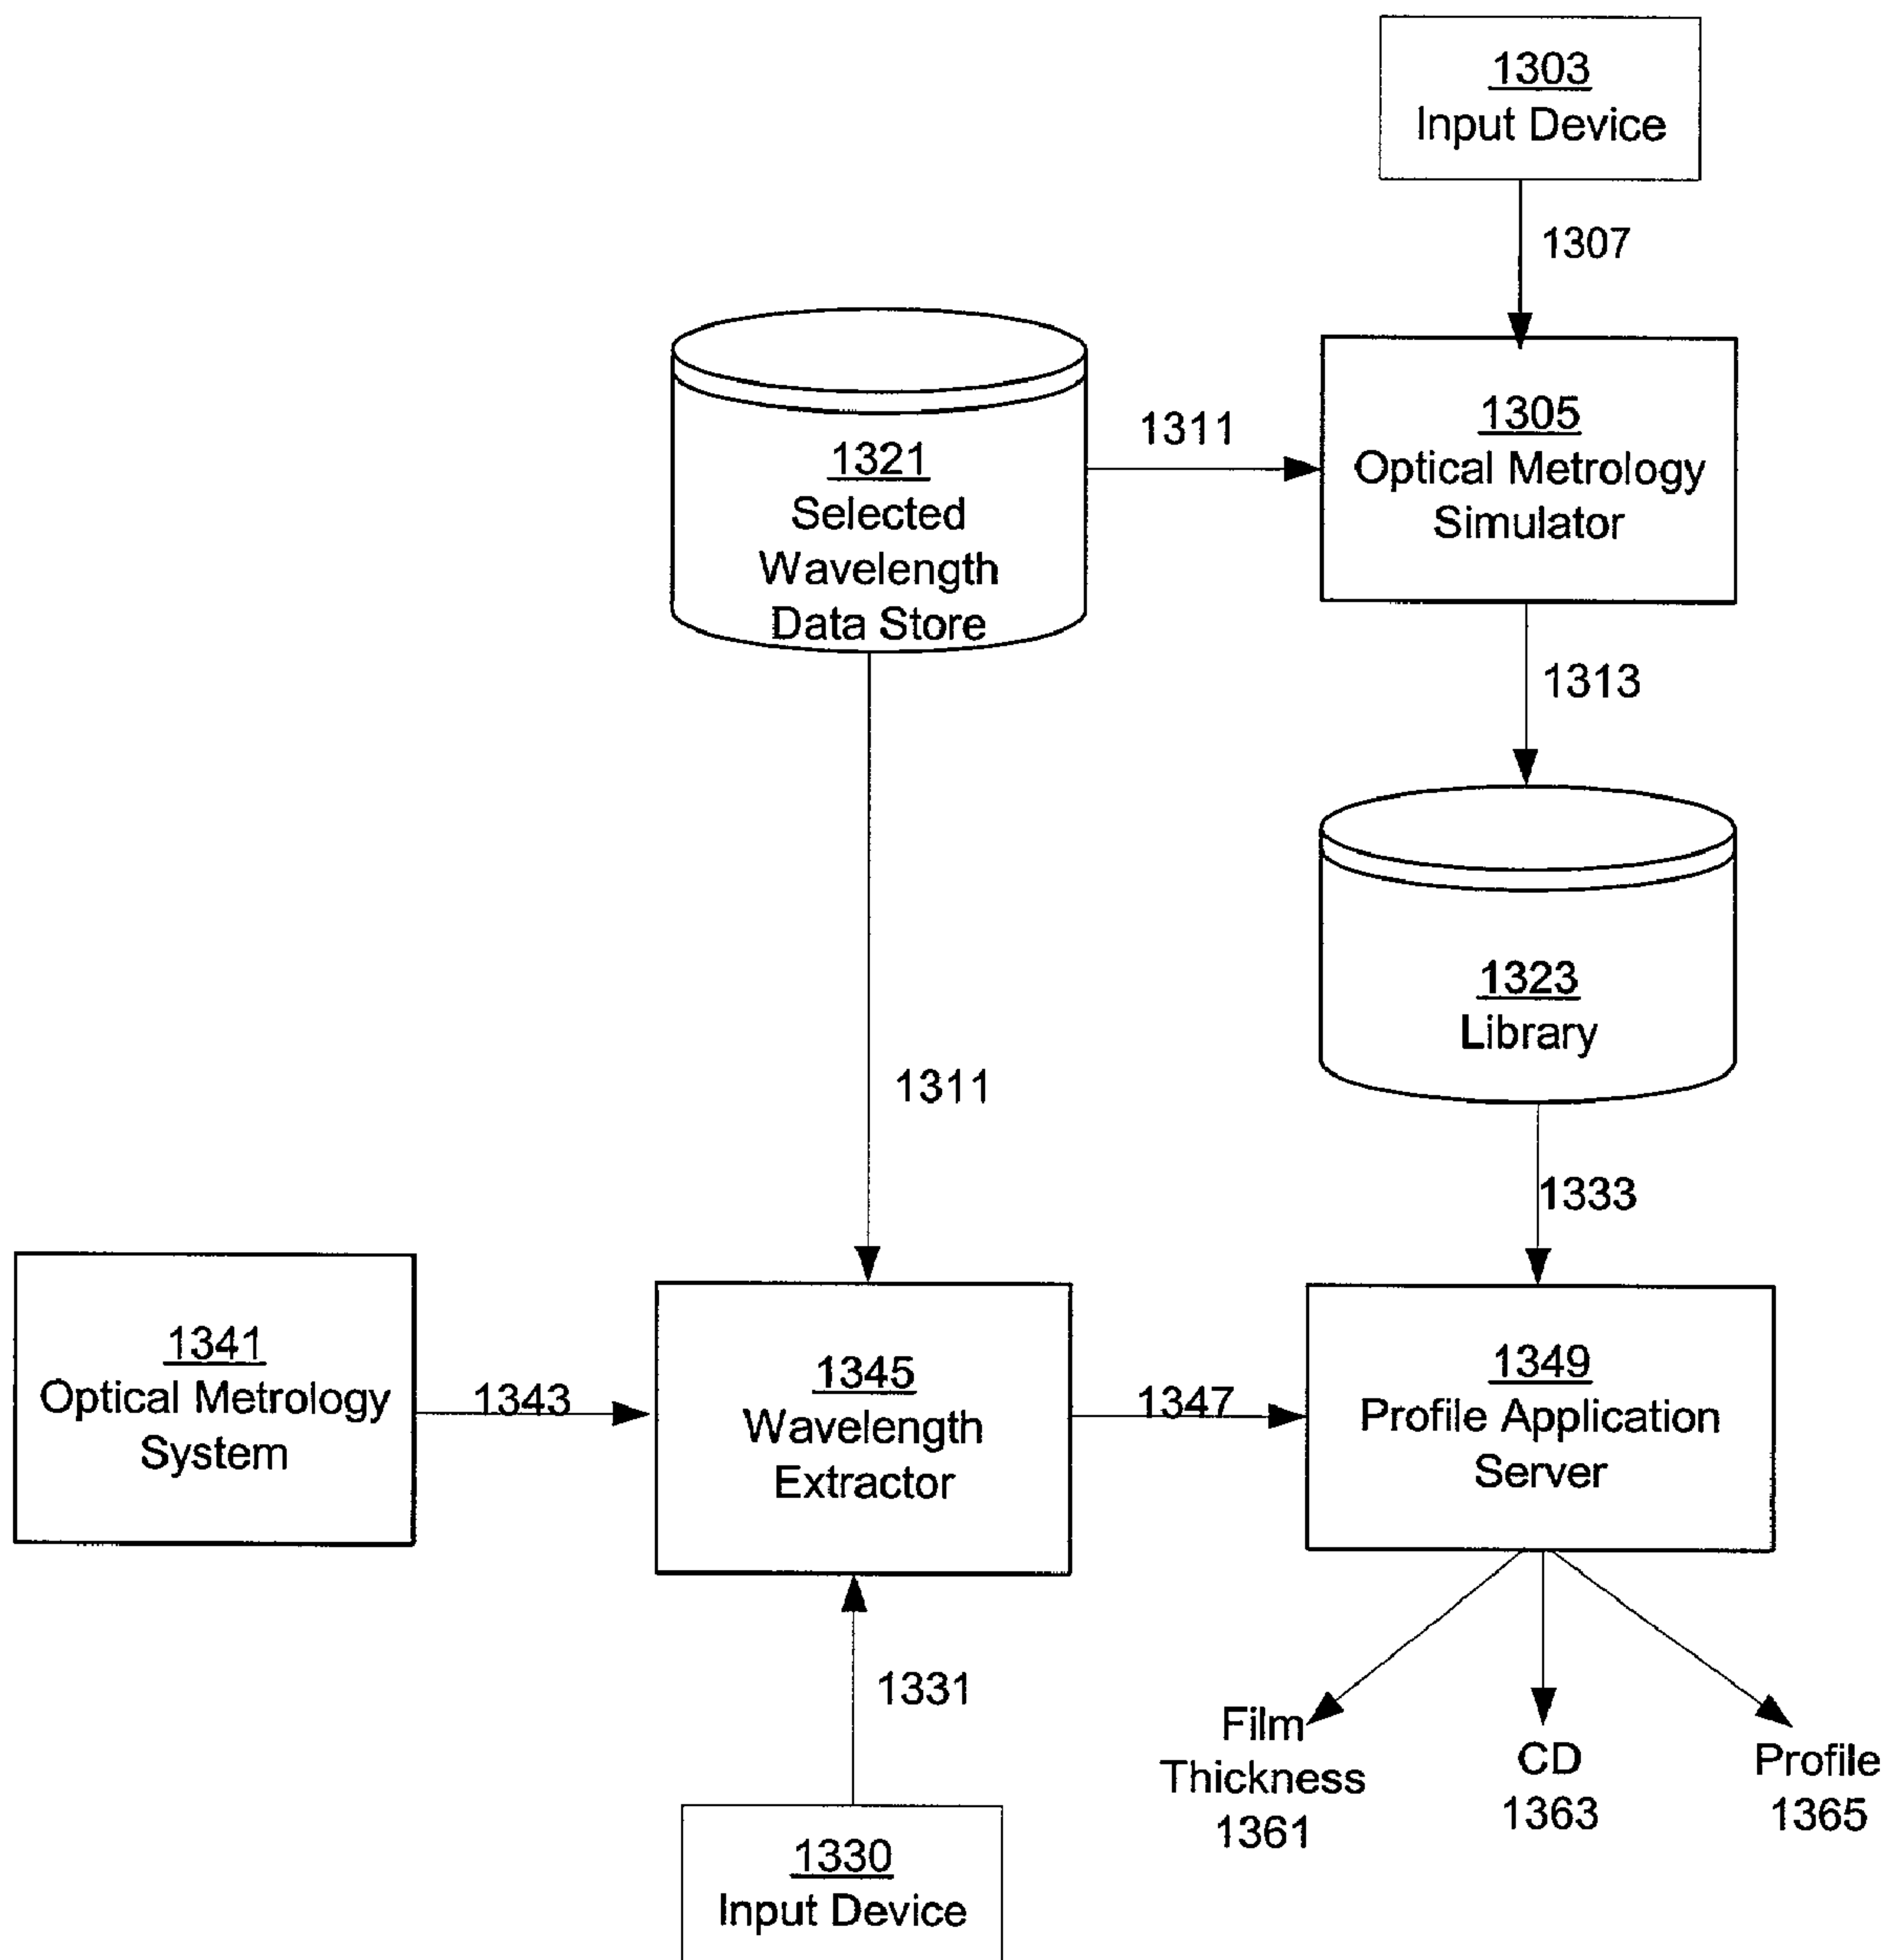 1303
Input Device
1307
1321
Selected
Wavelength
Data Store
1311
1305
Optical Metrology
Simulator
1313
1323
Library
1311
1333
1341
Optical Metrology
System
1343
1345
Wavelength
Extractor
1347
1349
Profile Application
Server
1331
1330
Input Device
Film
Thickness
1361
CD
1363
Profile
1365